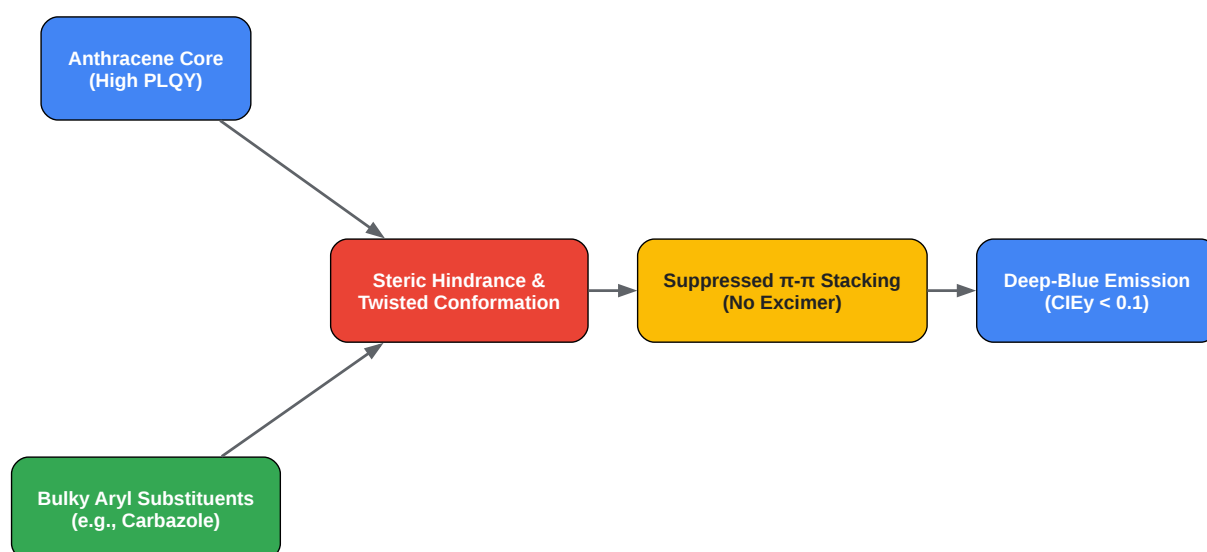 Anthracene Core
(High PLQY)
Steric Hindrance &
Twisted Conformation
Suppressed π-π Stacking
(No Excimer)
Deep-Blue Emission
(CIEy < 0.1)
Bulky Aryl Substituents
(e.g., Carbazole)